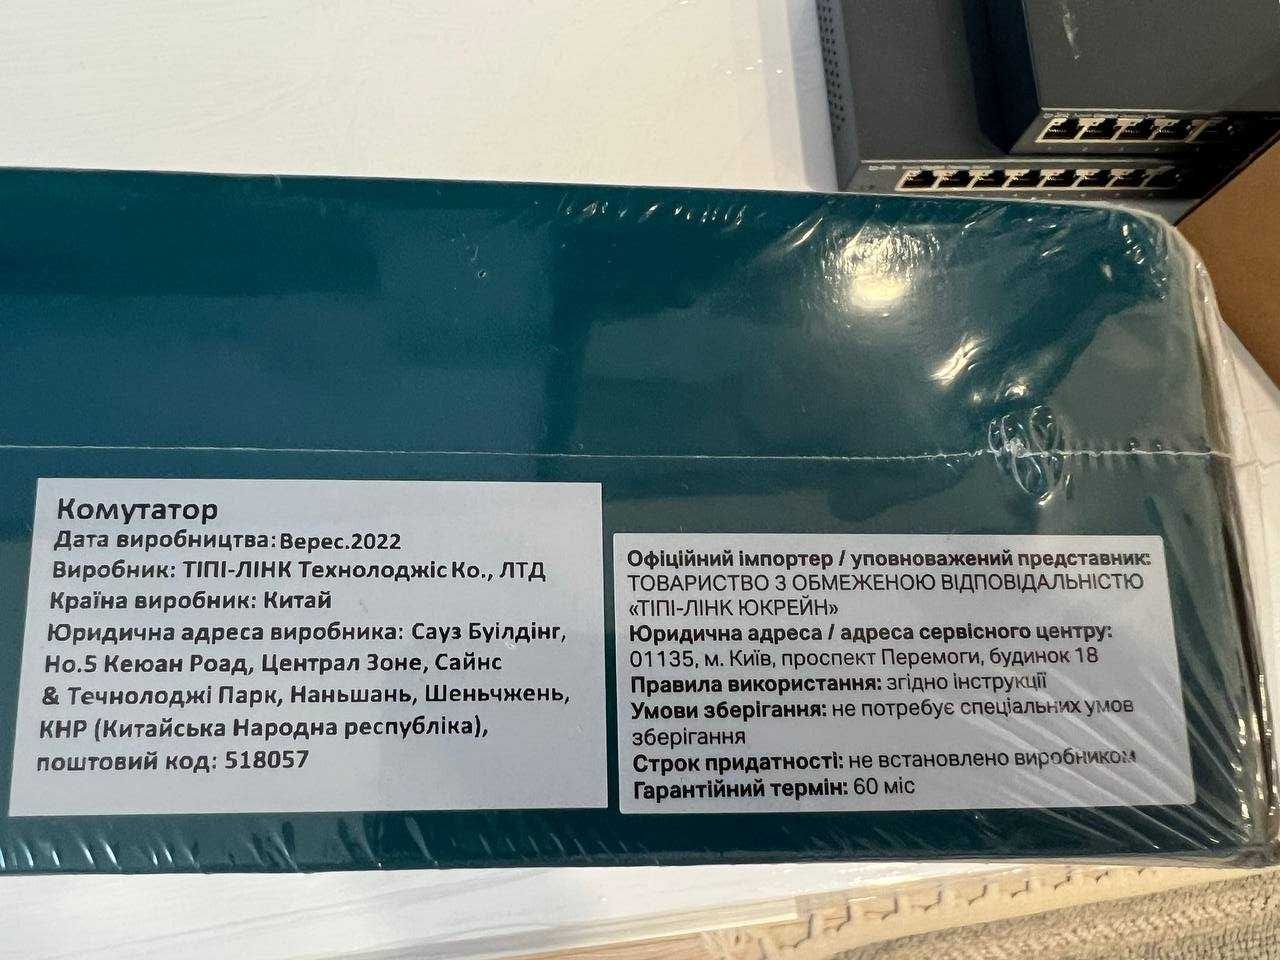 Комутатор
Дата виробництва: Верес.2022
Виробник: ТІПІ-ЛІНК Технолоджіс Ко., ЛТД
Країна виробник: Китай
Юридична адреса виробника: Сауз Буілдінг,
Но.5 Кеюан Роад, Централ Зоне, Сайнс
& Течнолоджі Парк, Наньшань, Шеньчжень,
КНР (Китайська Народна республіка),
поштовий код: 518057
Офіційний імпортер / уповноважений представник:
ТОВАРИСТВО З ОБМЕЖЕНОЮ ВІДПОВІДАЛЬНІСТЮ
«ТІПІ-ЛІНК ЮКРЕЙН»
Юридична адреса / адреса сервісного центру:
01135, м. Київ, проспект Перемоги, будинок 18
Правила використання: згідно інструкції
Умови зберігання: не потребує спеціальних умов
зберігання
Строк придатності: не встановлено виробником
Гарантійний термін: 60 міс